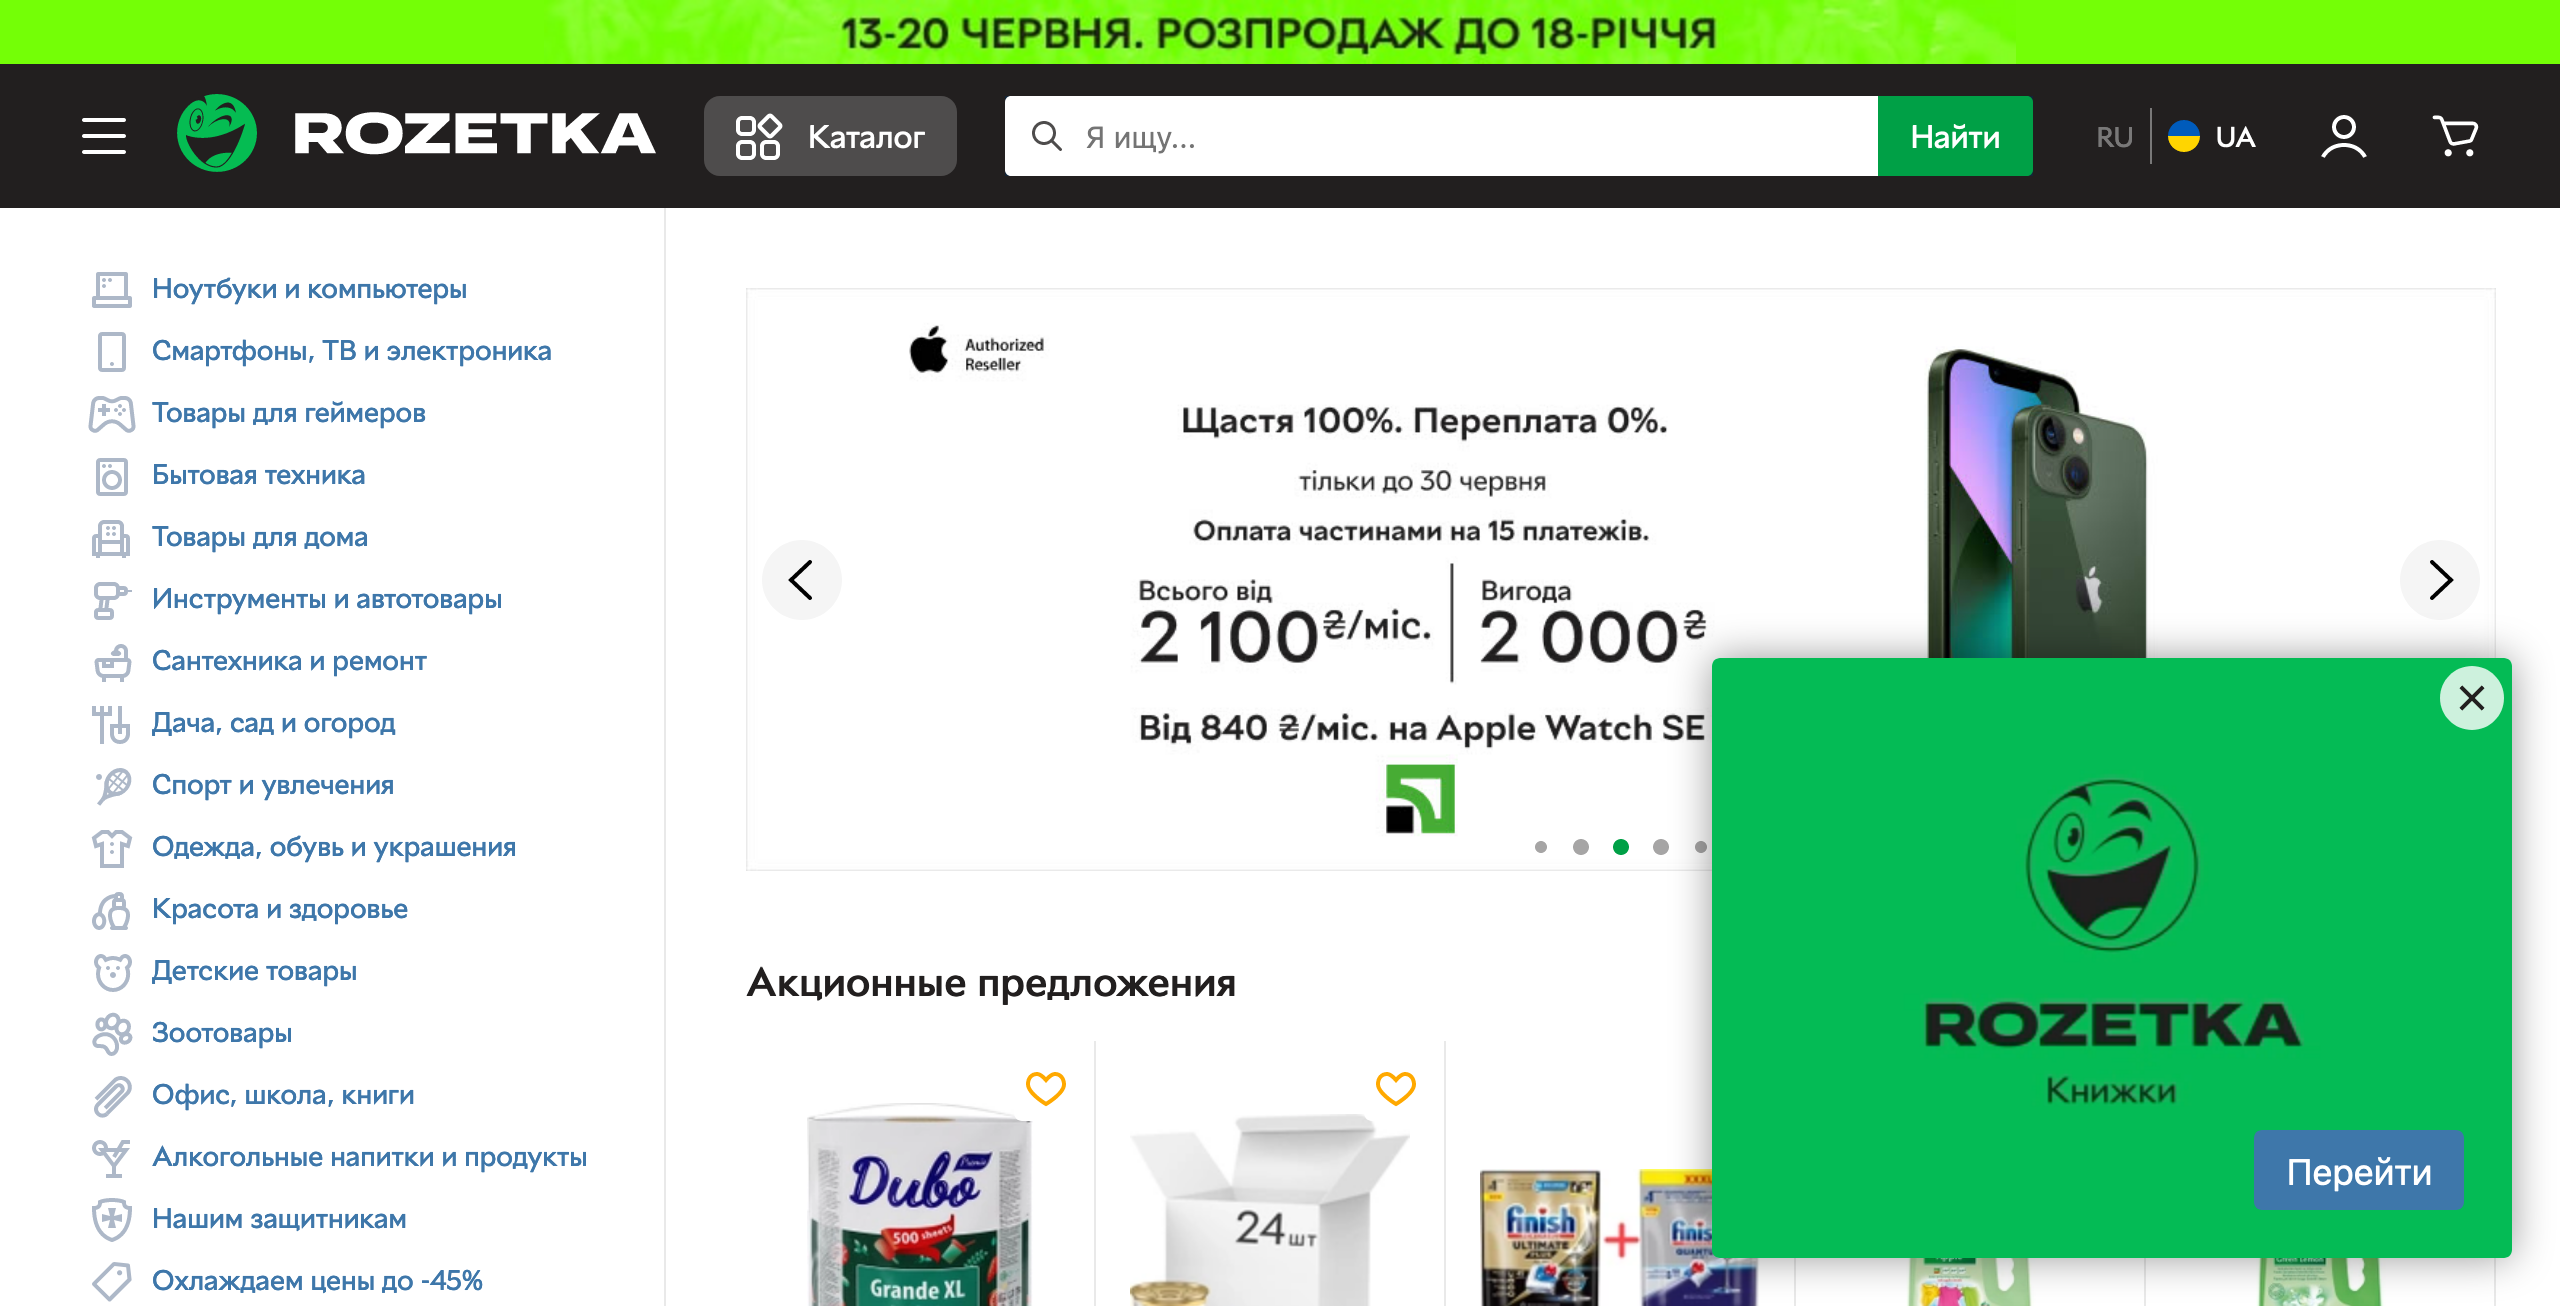 13-20 ЧЕРВНЯ. РОЗПРОДАЖ ДО 18-РІЧЧЯ
ROZETKA
Каталог
Я ищу...
Найти
RU
UA
Ноутбуки и компьютеры
Смартфоны, ТВ и электроника
Товары для геймеров
Бытовая техника
Товары для дома
Инструменты и автотовары
Сантехника и ремонт
Дача, сад и огород
Спорт и увлечения
Одежда, обувь и украшения
Красота и здоровье
Детские товары
Зоотовары
Офис, школа, книги
Алкогольные напитки и продукты
Нашим защитникам
Охлаждаем цены до -45%
Authorized
Reseller
Щастя 100%. Переплата 0%.
тільки до 30 червня
Оплата частинами на 15 платежів.
Всього від
2 100₴/міс.
Вигода
2 000₴
Від 840 ₴/міс. на Apple Watch SE
Акционные предложения
Dubo
500 sheets
Grande XL
24шт
finish
ULTIMATE
+
finis
ROZETKA
Книжки
Перейти